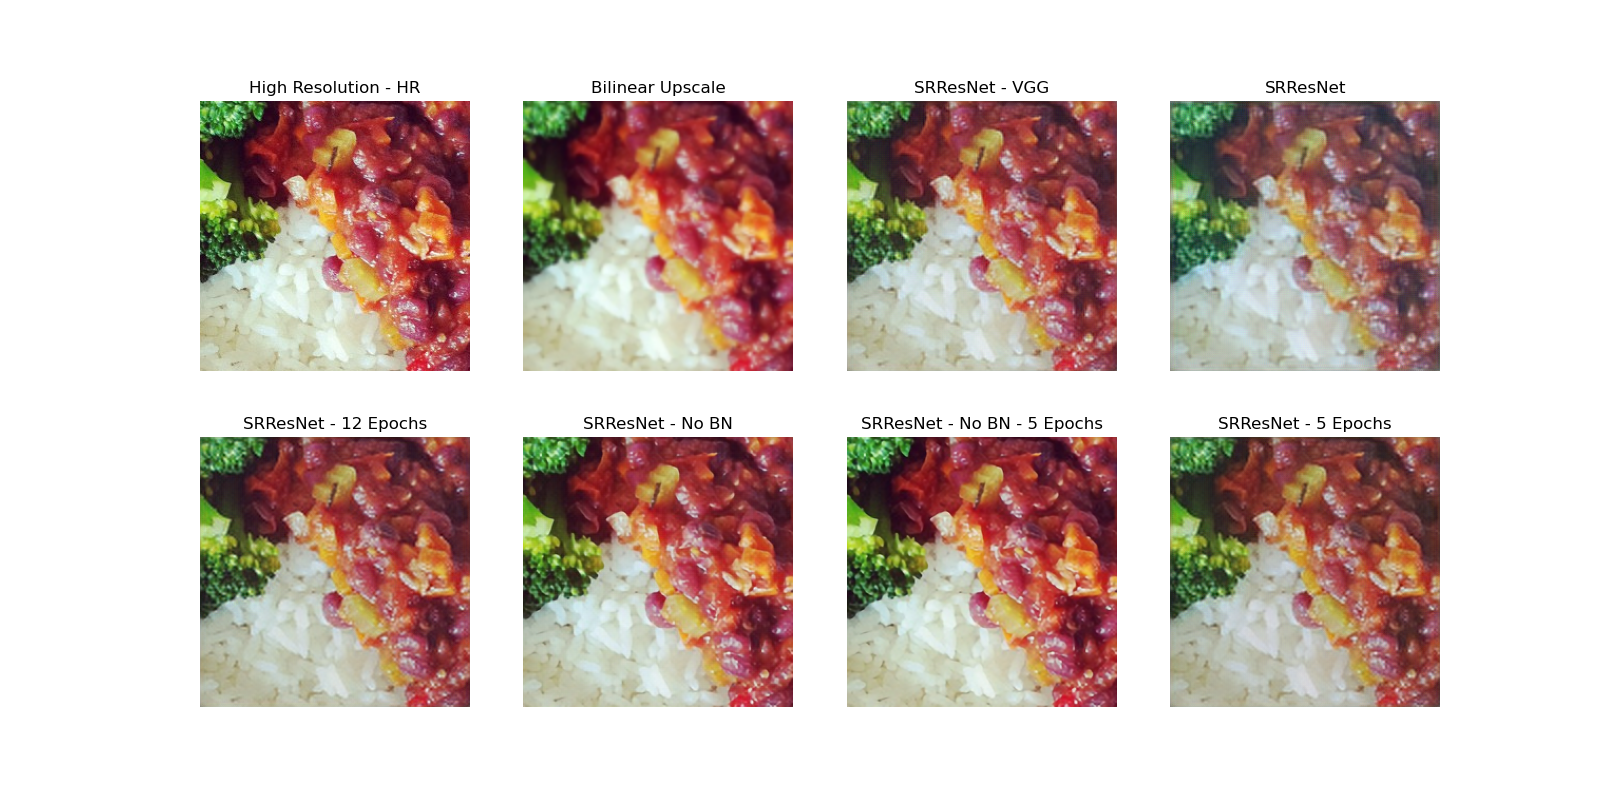 High Resolution - HR
Bilinear Upscale
SRResNet - VGG
SRResNet
SRResNet - 12 Epochs
SRResNet - No BN
SRResNet - No BN - 5 Epochs
SRResNet - 5 Epochs